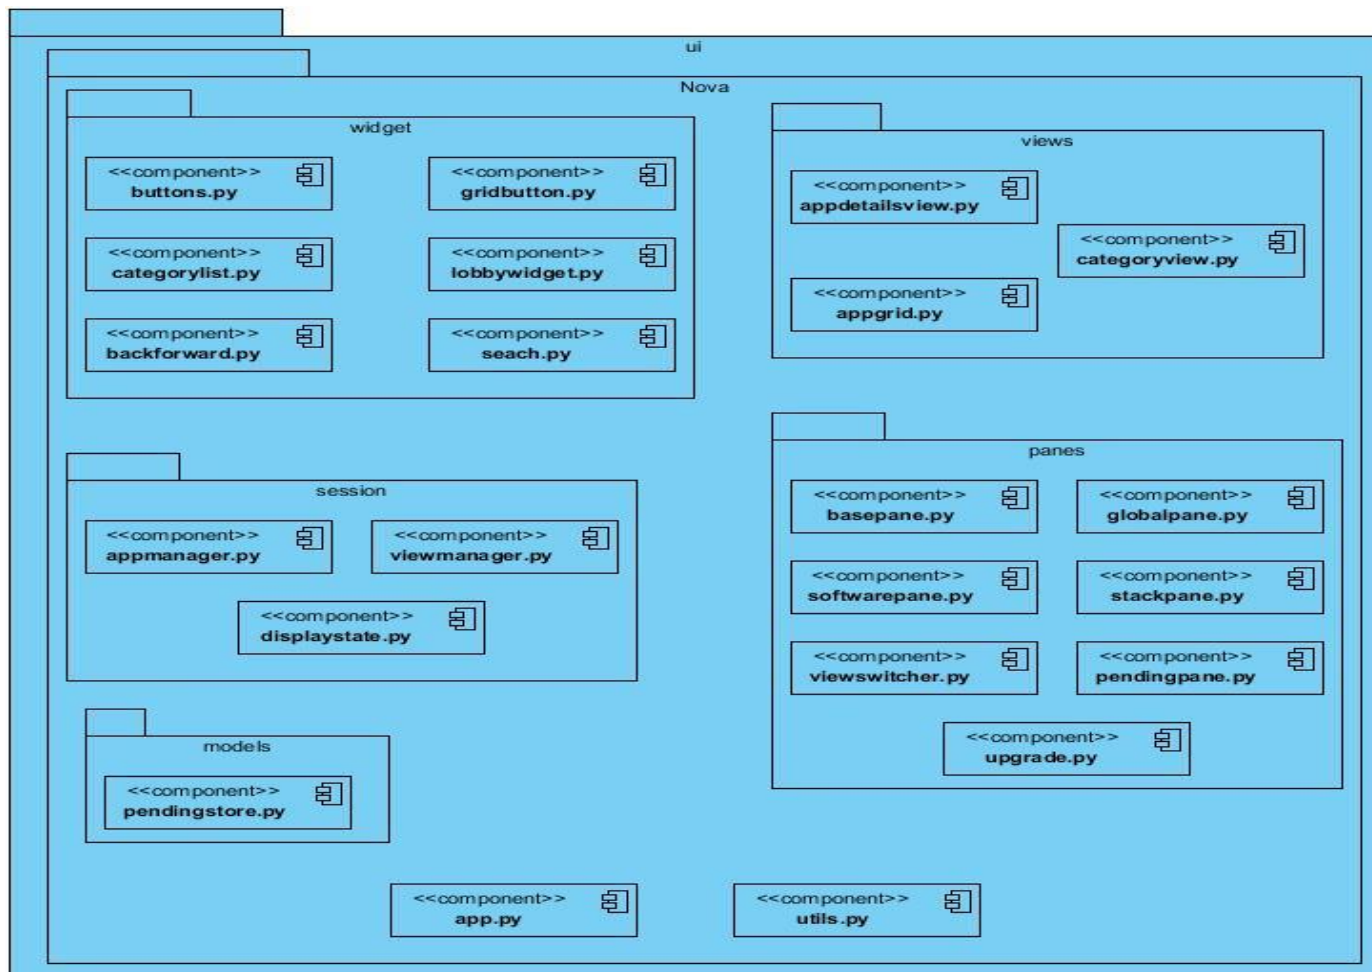 ui
Nova
widget
<<component>>
buttons.py
<<component>>
gridbutton.py
<<component>>
categorylist.py
<<component>>
lobbywidget.py
<<component>>
backforward.py
<<component>>
seach.py
views
<<component>>
appdetailsview.py
<<component>>
categoryview.py
<<component>>
appgrid.py
session
<<component>>
appmanager.py
<<component>>
viewmanager.py
<<component>>
displaystate.py
panes
<<component>>
basepane.py
<<component>>
globalpane.py
<<component>>
softwarepane.py
<<component>>
stackpane.py
<<component>>
viewswitcher.py
<<component>>
pendingpane.py
<<component>>
upgrade.py
models
<<component>>
pendingstore.py
<<component>>
app.py
<<component>>
utils.py